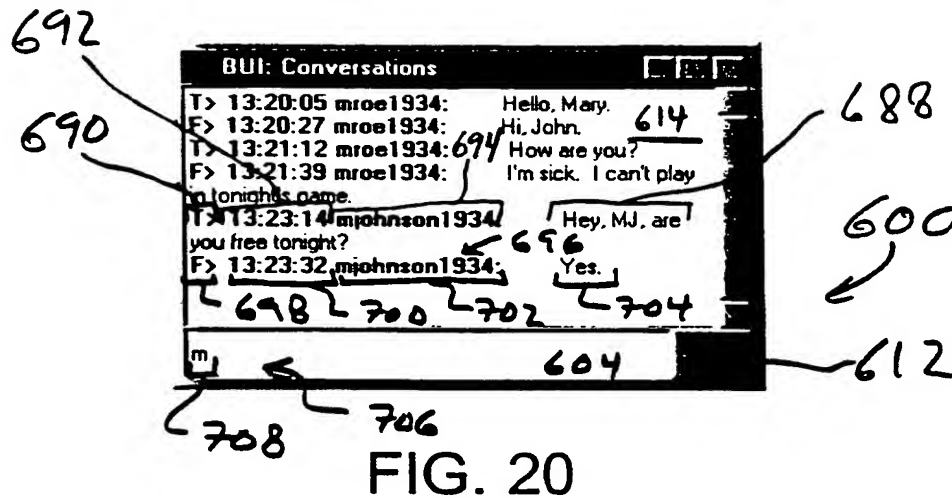 692
BUI: Conversations
T> 13:20:05 mroe1934: Hello, Mary.
F> 13:20:27 mroe1934: Hi, John. 614
688
690
T> 13:21:12 mroe1934: 694 How are you?
F> 13:21:39 mroe1934: I'm sick. I can't play
in tonight's game.
T> 13:23:14 mjohnson1934: Hey, MJ, are
600
you free tonight? 696
F> 13:23:32 mjohnson1934: Yes.
698 700 702 704
m 604
612
708 706
FIG. 20